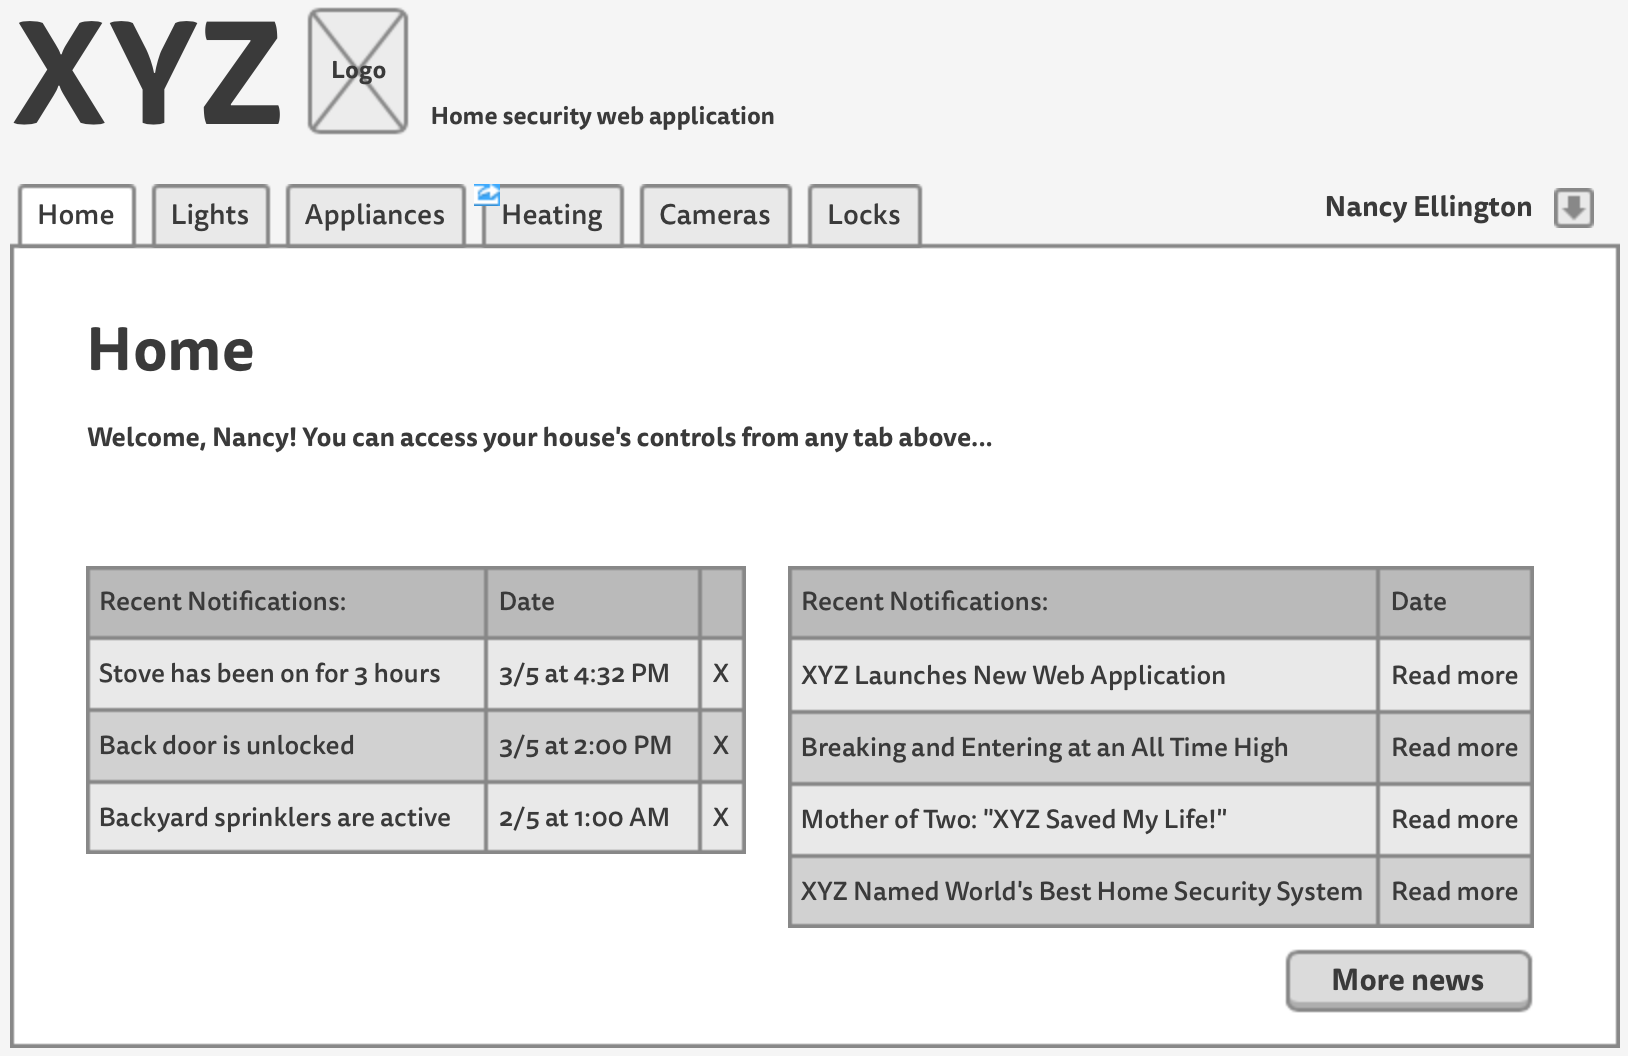 XYZ
Logo
Home security web application
Home Lights Appliances Heating Cameras Locks
Nancy Ellington
Home
Welcome, Nancy! You can access your house's controls from any tab above...
Recent Notifications: Date
Stove has been on for 3 hours 3/5 at 4:32 PM X
Back door is unlocked 3/5 at 2:00 PM X
Backyard sprinklers are active 2/5 at 1:00 AM X
Recent Notifications: Date
XYZ Launches New Web Application Read more
Breaking and Entering at an All Time High Read more
Mother of Two: "XYZ Saved My Life!" Read more
XYZ Named World's Best Home Security System Read more
More news